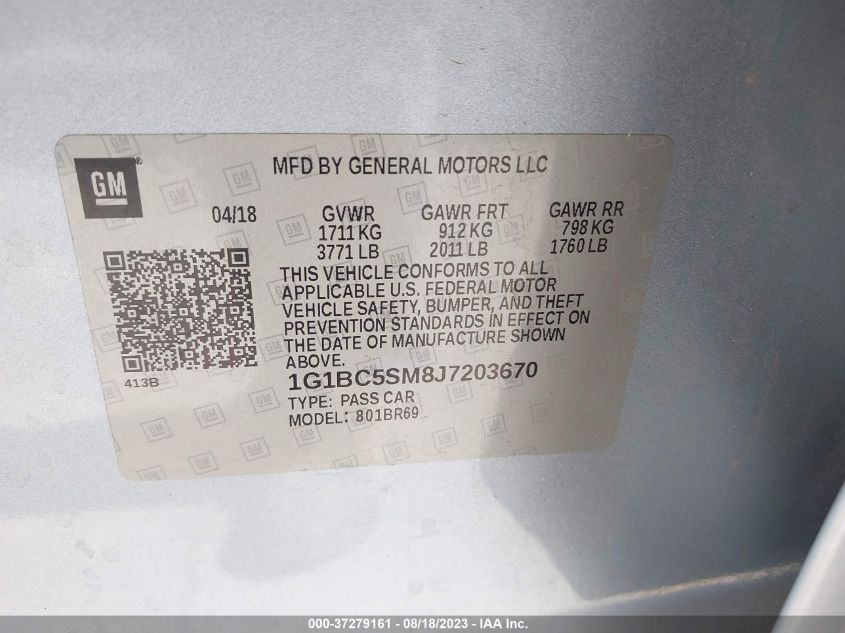 GM
MFD BY GENERAL MOTORS LLC
04/18 GVWR GAWR FRT GAWR RR
1711 KG 912 KG 798 KG
3771 LB 2011 LB 1760 LB
THIS VEHICLE CONFORMS TO ALL
APPLICABLE U.S. FEDERAL MOTOR
VEHICLE SAFETY, BUMPER, AND THEFT
PREVENTION STANDARDS IN EFFECT ON
THE DATE OF MANUFACTURE SHOWN
ABOVE.
413B
1G1BC5SM8J7203670
TYPE: PASS CAR
MODEL: 801BR69
000-37279161 - 08/18/2023 - IAA Inc.